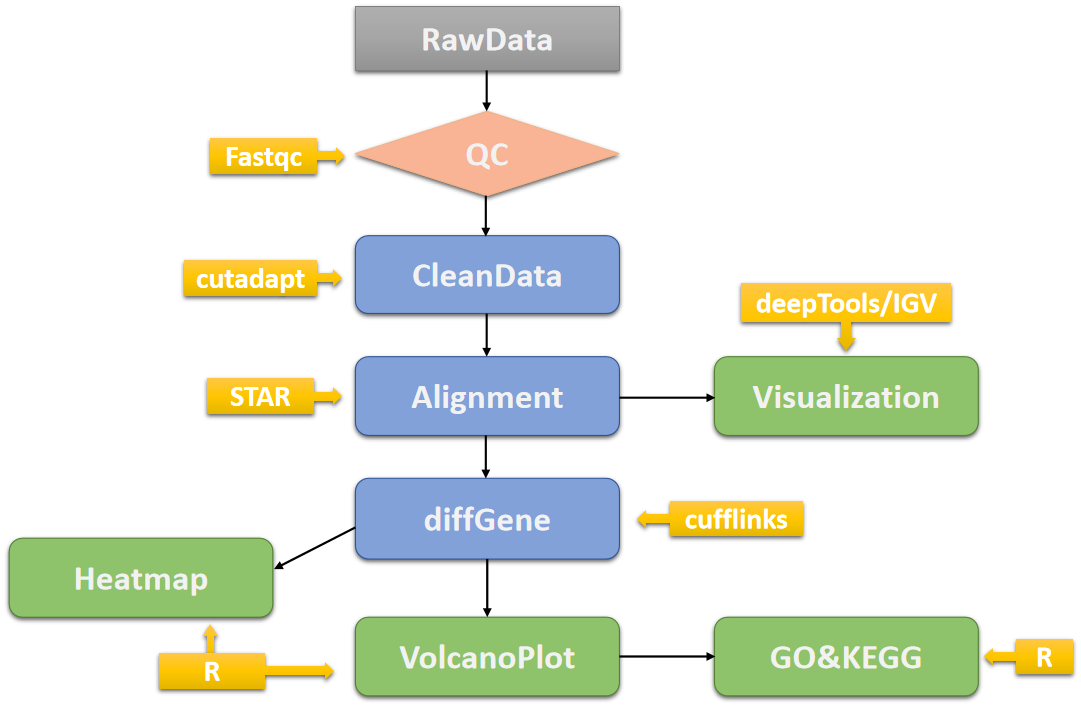 RawData
Fastqc
QC
cutadapt
CleanData
deepTools/IGV
STAR
Alignment
Visualization
diffGene
cufflinks
Heatmap
R
VolcanoPlot
GO&KEGG
R